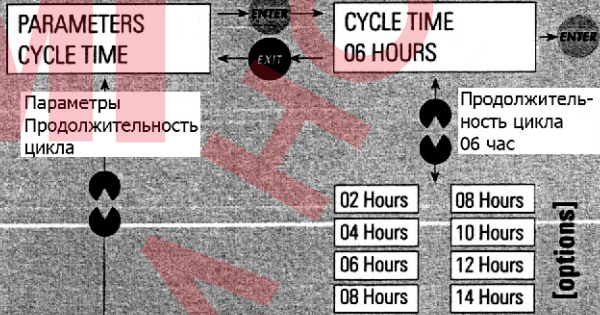 PARAMETERS
CYCLE TIME
ENTER
EXIT
CYCLE TIME
06 HOURS
ENTER
Параметры
Продолжительность
цикла
Продолжитель-
ность цикла
06 час
02 Hours
08 Hours
04 Hours
10 Hours
06 Hours
12 Hours
08 Hours
14 Hours
[options]